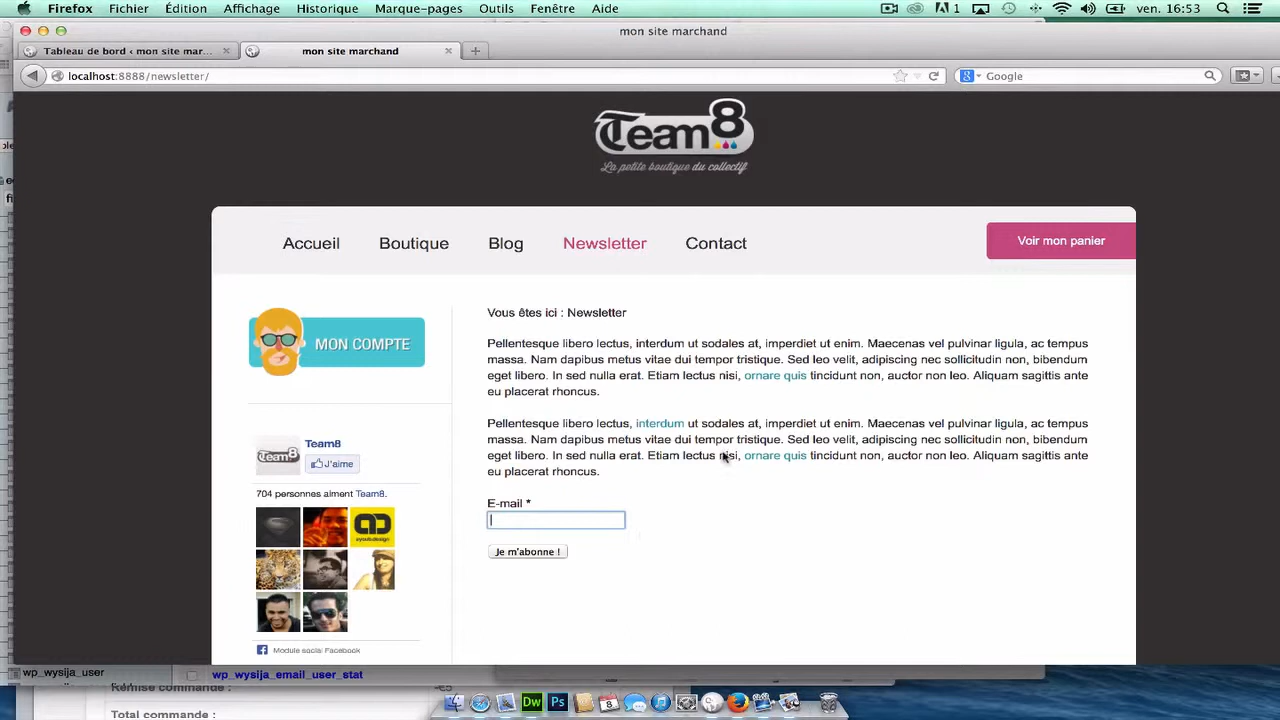 Firefox Fichier Édition Affichage Historique Marque-pages Outils Fenêtre Aide 1 ven. 16:53
mon site marchand
Tableau de bord ‹ mon site mar... mon site marchand
localhost:8888/newsletter/ Google
Team8
La petite boutique du collectif
Accueil Boutique Blog Newsletter Contact Voir mon panier
MON COMPTE
Vous êtes ici : Newsletter
Pellentesque libero lectus, interdum ut sodales at, imperdiet ut enim. Maecenas vel pulvinar ligula, ac tempus
massa. Nam dapibus metus vitae dui tempor tristique. Sed leo velit, adipiscing nec sollicitudin non, bibendum
eget libero. In sed nulla erat. Etiam lectus nisi, ornare quis tincidunt non, auctor non leo. Aliquam sagittis ante
eu placerat rhoncus.
Pellentesque libero lectus, interdum ut sodales at, imperdiet ut enim. Maecenas vel pulvinar ligula, ac tempus
massa. Nam dapibus metus vitae dui tempor tristique. Sed leo velit, adipiscing nec sollicitudin non, bibendum
eget libero. In sed nulla erat. Etiam lectus nisi, ornare quis tincidunt non, auctor non leo. Aliquam sagittis ante
eu placerat rhoncus.
Team8
J'aime
704 personnes aiment Team8.
E-mail *
Je m'abonne !
Module social Facebook
wp_wysija_user wp_wysija_email_user_stat
Remise commande : -€5
Total commande :
Dw Ps